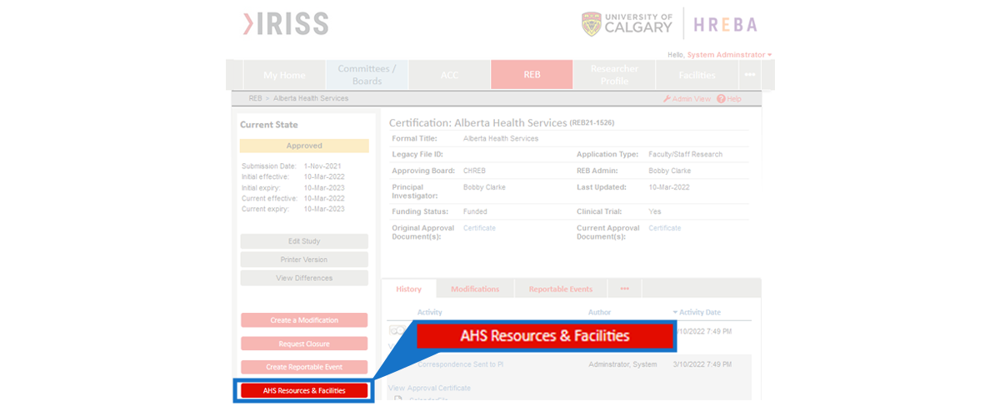 IRISS
UNIVERSITY OF
CALGARY
HREBA
Hello, System Adminstrator
My Home
Committees /
Boards
ACC
REB
Researcher
Profile
Facilities
•••
REB > Alberta Health Services
Admin View
? Help
Current State
Approved
Submission Date: 1-Nov-2021
Initial effective: 10-Mar-2022
Initial expiry: 10-Mar-2023
Current effective: 10-Mar-2022
Current expiry: 10-Mar-2023
Edit Study
Printer Version
View Differences
Create a Modification
Request Closure
Create Reportable Event
AHS Resources & Facilities
Certification: Alberta Health Services (REB21-1526)
Formal Title: Alberta Health Services
Legacy File ID: Application Type: Faculty/Staff Research
Approving Board: CHREB REB Admin: Bobby Clarke
Principal
Investigator: Bobby Clarke Last Updated: 10-Mar-2022
Funding Status: Funded Clinical Trial: Yes
Original Approval
Document(s): Certificate
Current Approval
Document(s): Certificate
History Modifications Reportable Events •••
Activity Author Activity Date
/10/2022 7:49 PM
AHS Resources & Facilities
Correspondence Sent to PI Adminstrator, System 3/10/2022 7:49 PM
View Approval Certificate